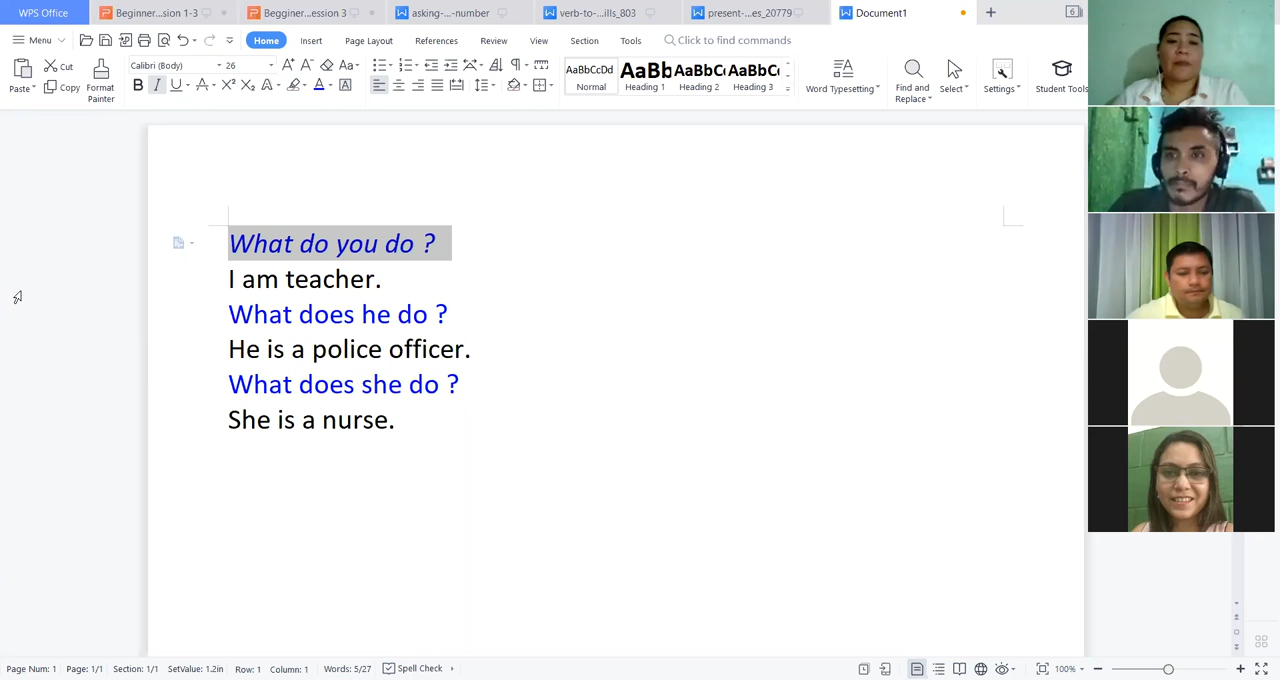 WPS Office Beginner...sion 1-3 Begginer...ession 3 asking-...-number verb-to-...ills_803 present-...es_20779 Document1 6
Menu Home Insert Page Layout References Review View Section Tools Click to find commands
Paste Cut Copy Format Painter Calibri (Body) 26 AaBbCcDd Normal AaBb Heading 1 AaBbC Heading 2 AaBbC Heading 3 Word Typesetting Find and Replace Select Settings Student Tools
What do you do ?
I am teacher.
What does he do ?
He is a police officer.
What does she do ?
She is a nurse.
Page Num: 1 Page: 1/1 Section: 1/1 SetValue: 1.2in Row: 1 Column: 1 Words: 5/27 Spell Check 100%